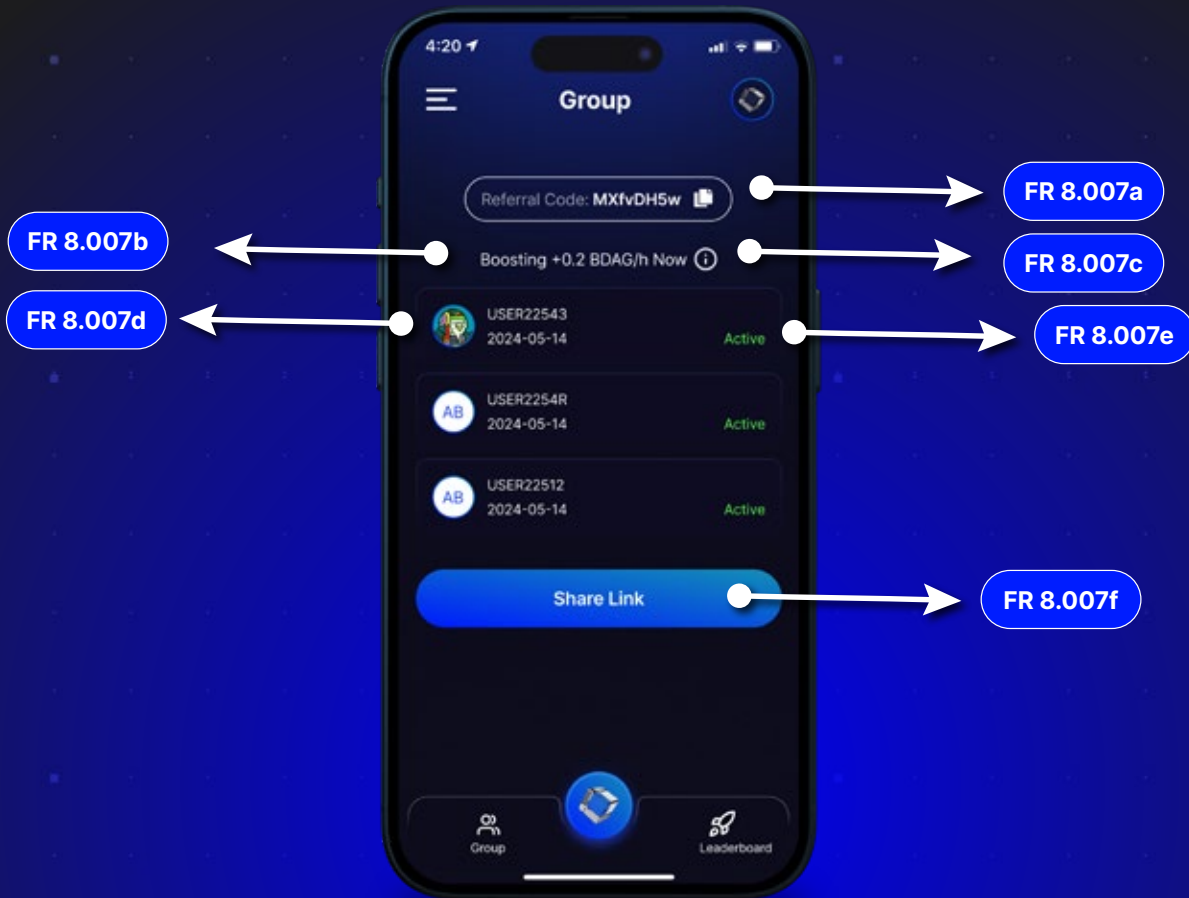 4:20
Group
Referral Code: MXfvDH5w
FR 8.007a
FR 8.007b
Boosting +0.2 BDAG/h Now
FR 8.007c
FR 8.007d
USER22543
2024-05-14
Active
FR 8.007e
AB
USER2254R
2024-05-14
Active
AB
USER22512
2024-05-14
Active
Share Link
FR 8.007f
Group
Leaderboard